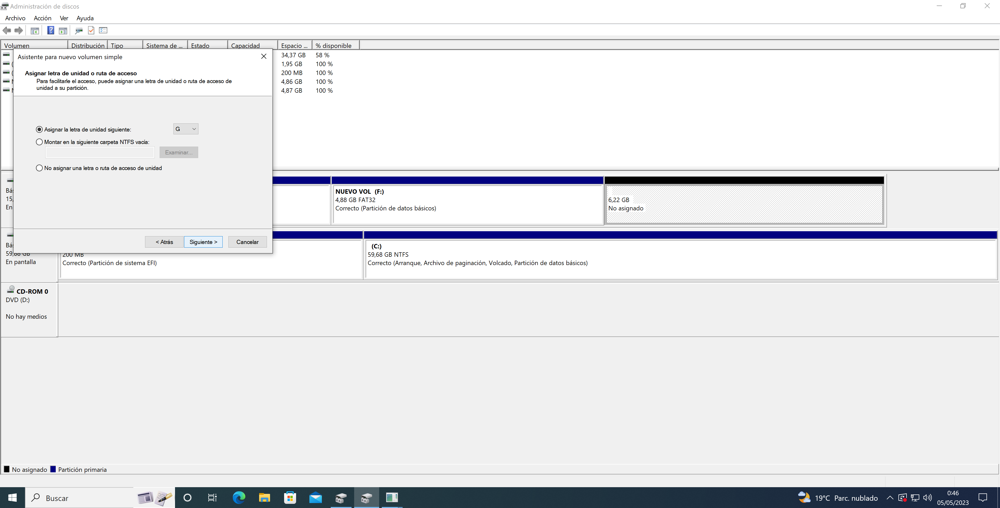 Administración de discos
Archivo Acción Ver Ayuda
Volumen Distribución Tipo Sistema de ... Estado Capacidad Espacio ... % disponible
34,37 GB 58 %
1,95 GB 100 %
200 MB 100 %
4,86 GB 100 %
4,87 GB 100 %
Asistente para nuevo volumen simple
Asignar letra de unidad o ruta de acceso
Para facilitarle el acceso, puede asignar una letra de unidad o ruta de acceso de
unidad a su partición.
Asignar la letra de unidad siguiente: G
Montar en la siguiente carpeta NTFS vacía:
Examinar...
No asignar una letra o ruta de acceso de unidad
< Atrás Siguiente > Cancelar
NUEVO VOL (F:)
4,88 GB FAT32
Correcto (Partición de datos básicos)
6,22 GB
No asignado
Bás
15,
En
Bás
59,68 GB
En pantalla
200 MB
Correcto (Partición de sistema EFI)
(C:)
59,68 GB NTFS
Correcto (Arranque, Archivo de paginación, Volcado, Partición de datos básicos)
CD-ROM 0
DVD (D:)
No hay medios
No asignado Partición primaria
Buscar
19°C Parc. nublado
0:46
05/05/2023